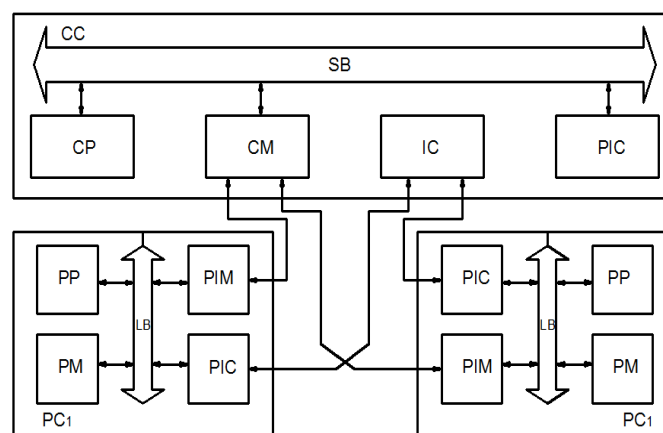 CC
SB
CP CM IC PIC
PP PIM PIC PP
LB LB
PM PIC PIM PM
PC1 PC1